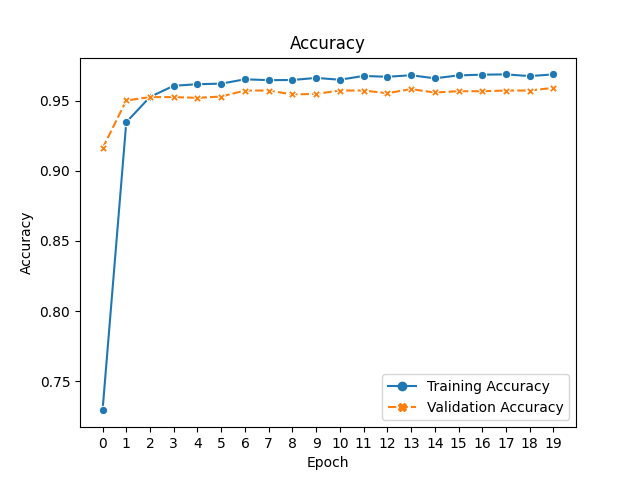 Accuracy
0.95
0.90
0.85
0.80
0.75
Accuracy
Training Accuracy
Validation Accuracy
0 1 2 3 4 5 6 7 8 9 10 11 12 13 14 15 16 17 18 19
Epoch